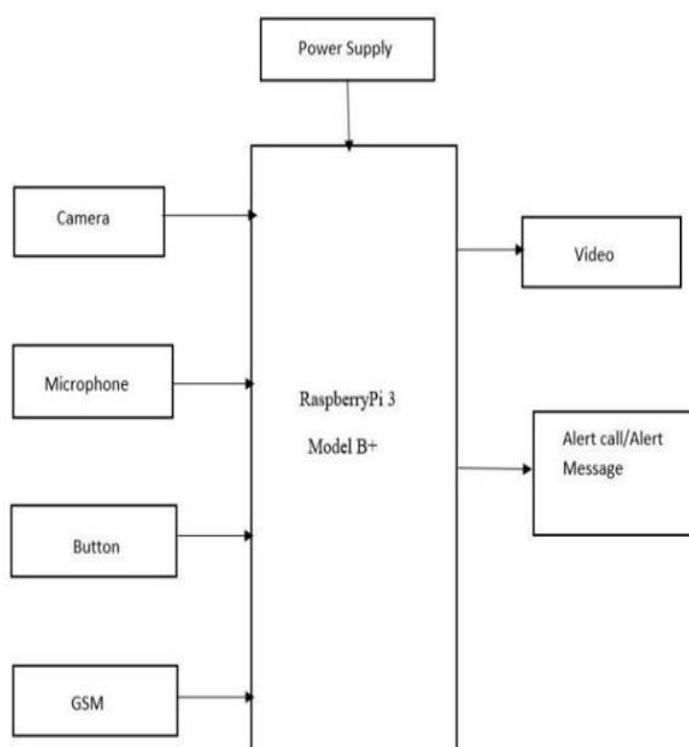 Power Supply
Camera
Video
Microphone
RaspberryPi 3
Model B+
Alert call/Alert
Message
Button
GSM